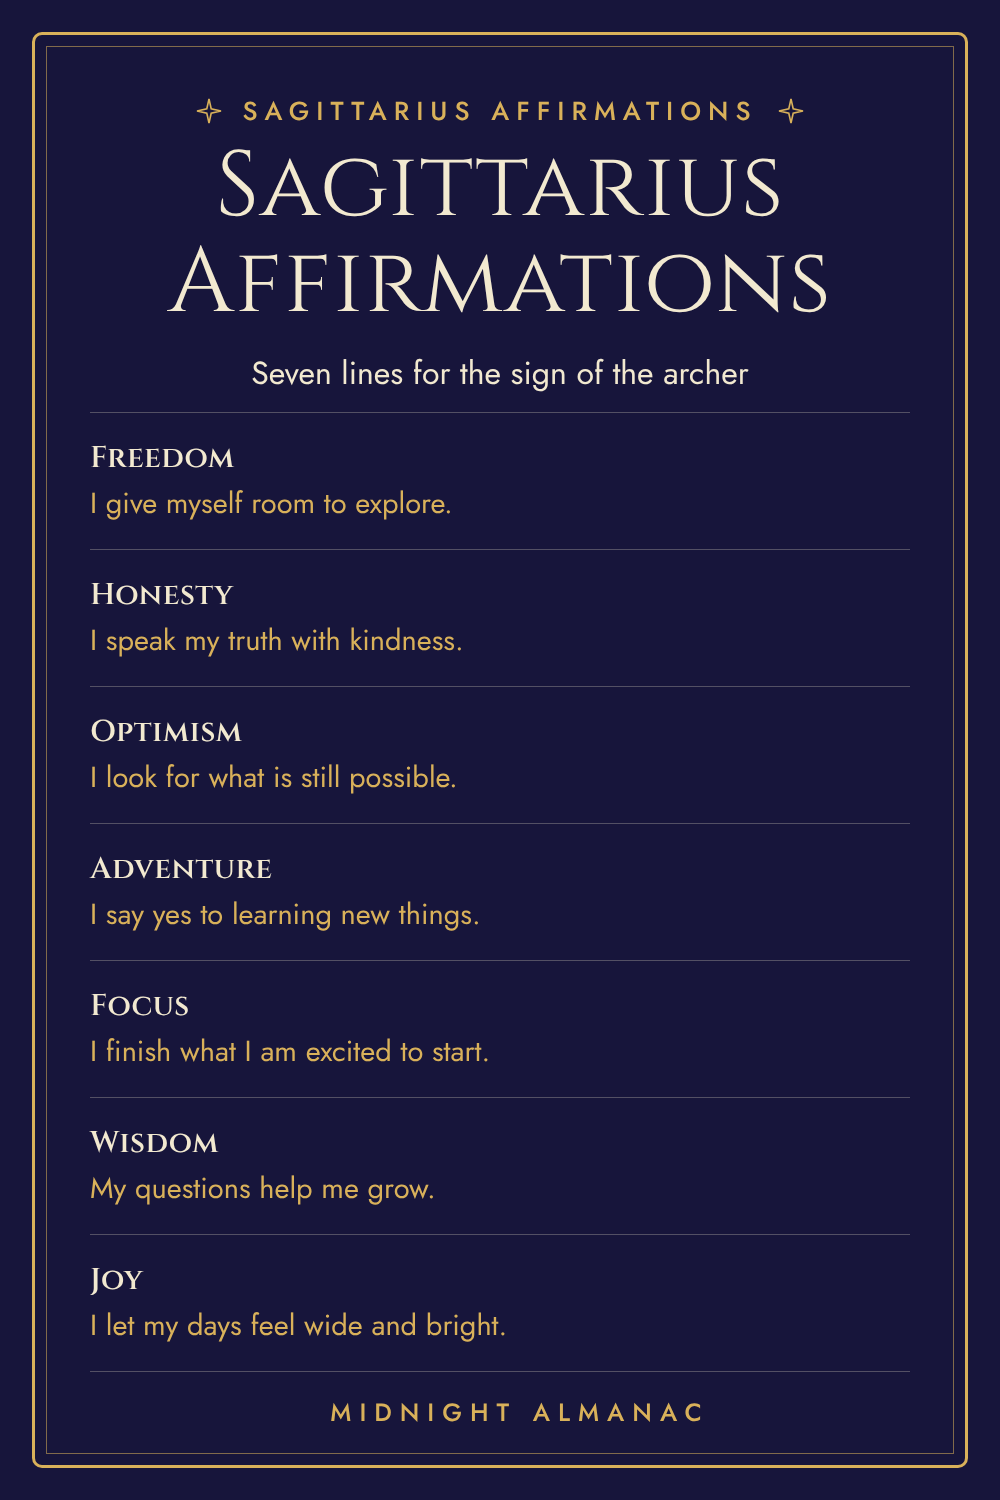 SAGITTARIUS AFFIRMATIONS
Sagittarius
Affirmations
Seven lines for the sign of the archer
Freedom
I give myself room to explore.
Honesty
I speak my truth with kindness.
Optimism
I look for what is still possible.
Adventure
I say yes to learning new things.
Focus
I finish what I am excited to start.
Wisdom
My questions help me grow.
Joy
I let my days feel wide and bright.
MIDNIGHT ALMANAC